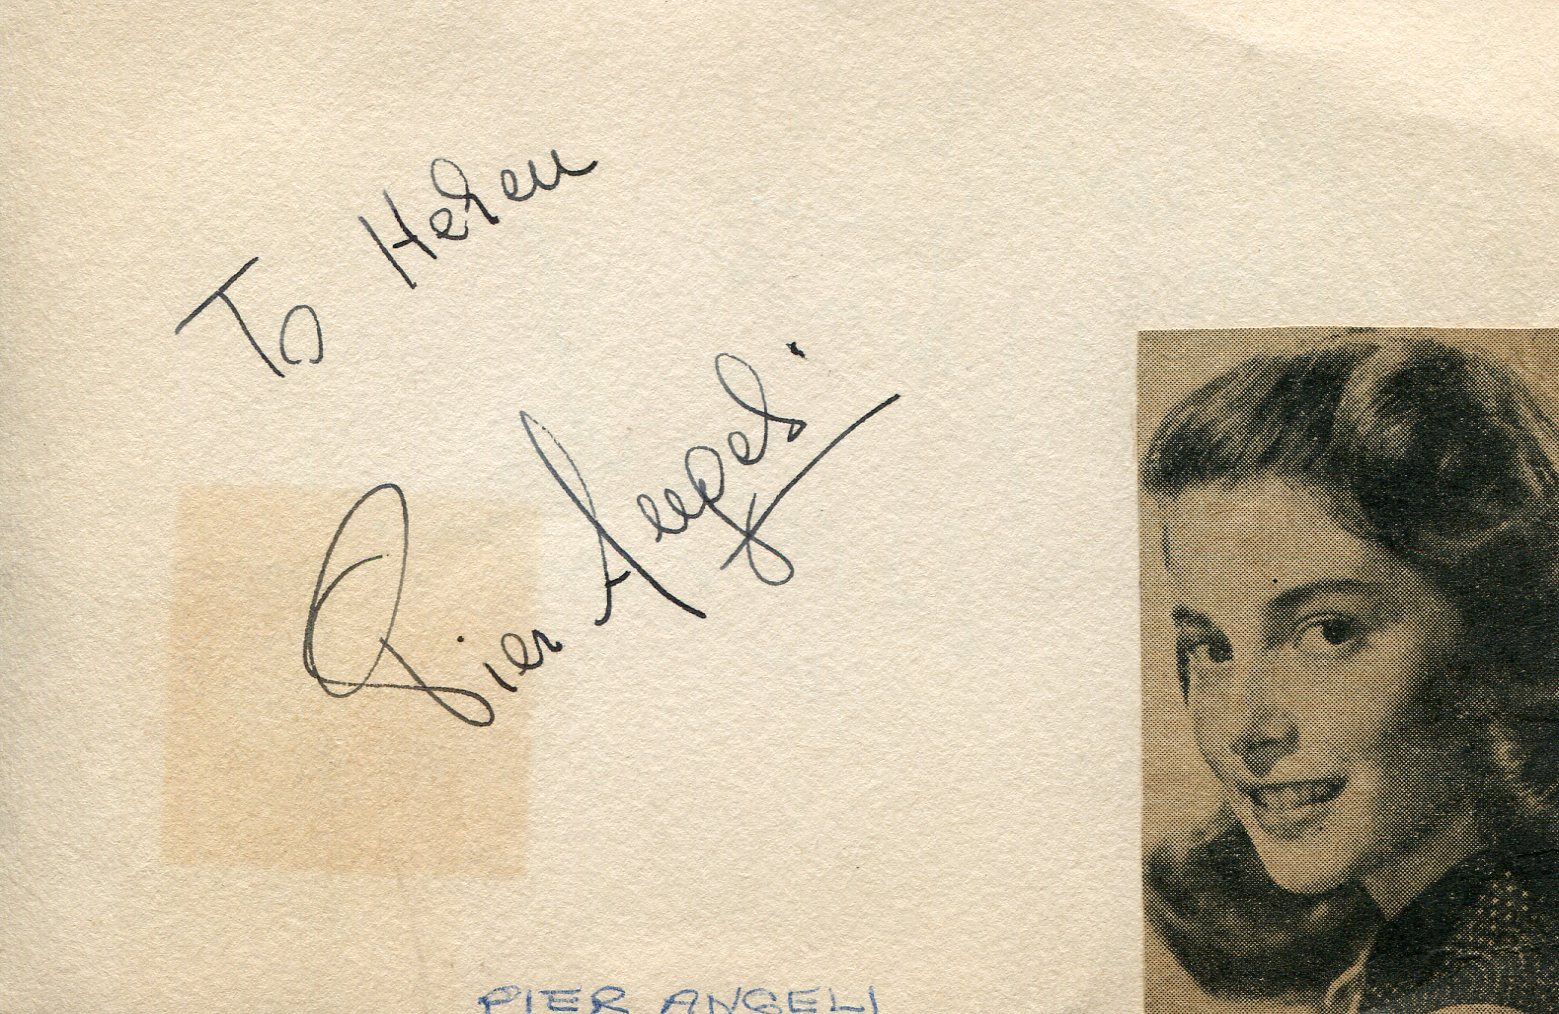 To Helen
Pier Angeli
PIER ANGELI